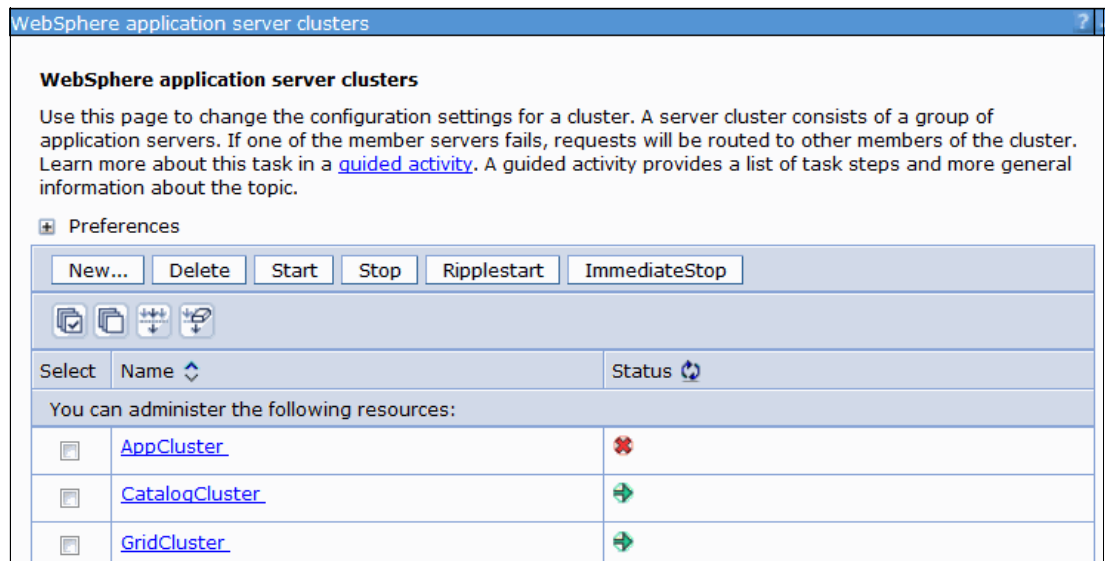 WebSphere application server clusters ?
WebSphere application server clusters
Use this page to change the configuration settings for a cluster. A server cluster consists of a group of
application servers. If one of the member servers fails, requests will be routed to other members of the cluster.
Learn more about this task in a guided activity. A guided activity provides a list of task steps and more general
information about the topic.
Preferences
New... Delete Start Stop Ripplestart ImmediateStop
Select Name Status
You can administer the following resources:
AppCluster
CatalogCluster
GridCluster